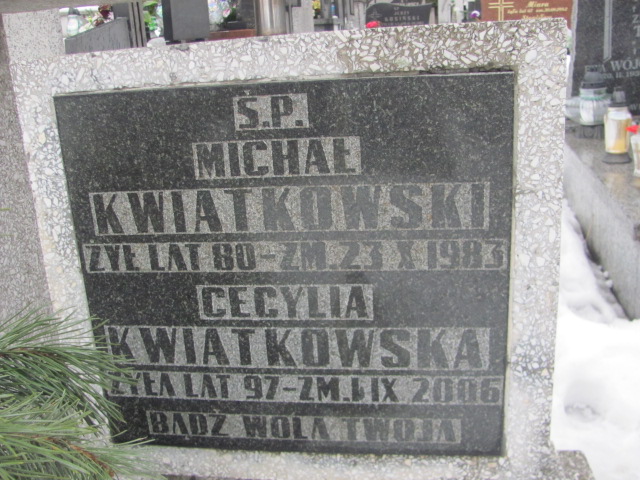 Ś.P.
MICHAŁ
KWIATKOWSKI
ŻYŁ LAT 80 - ZM. 23 X 1983
CECYLIA
KWIATKOWSKA
ŻYŁA LAT 97 - ZM. 1 IX 2006
BĄDŹ WOLA TWOJA